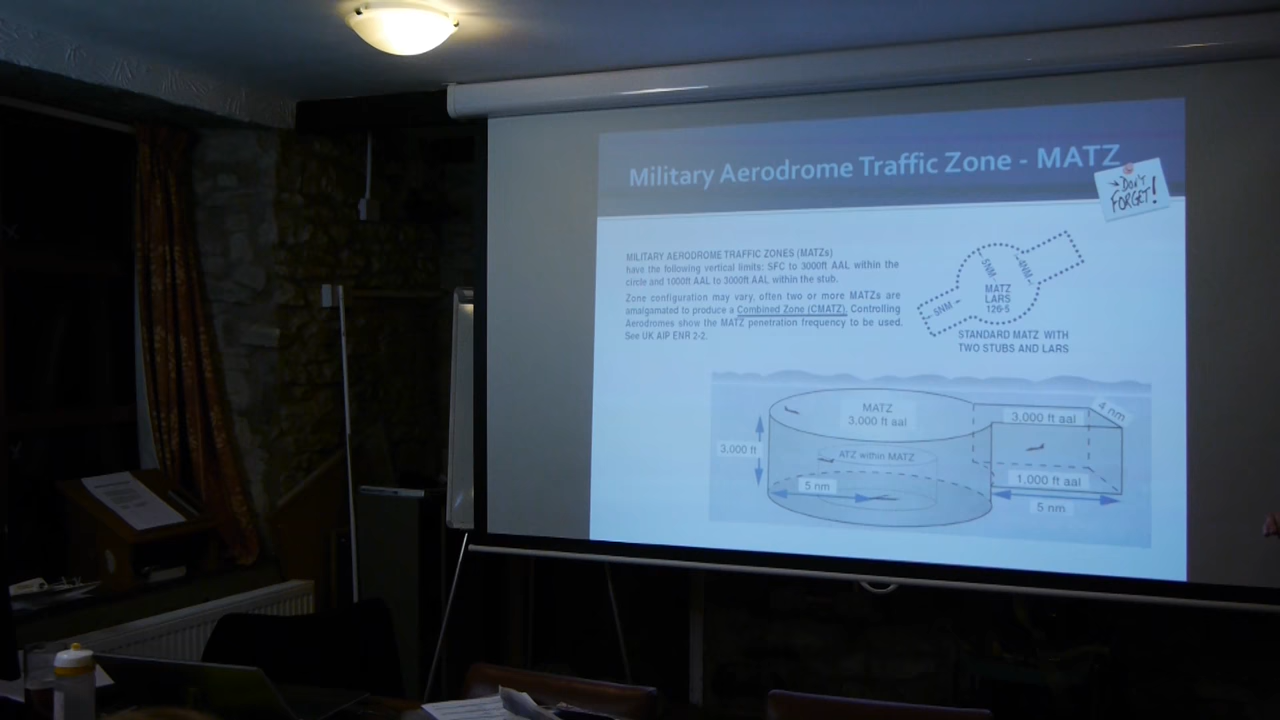 Military Aerodrome Traffic Zone - MATZ
DON'T
FORGET!
MILITARY AERODROME TRAFFIC ZONES (MATZs)
have the following vertical limits: SFC to 3000ft AAL within the
circle and 1000ft AAL to 3000ft AAL within the stub.
Zone configuration may vary, often two or more MATZs are
amalgamated to produce a Combined Zone (CMATZ). Controlling
Aerodromes show the MATZ penetration frequency to be used.
See UK AIP ENR 2-2.
5NM
4NM
MATZ
LARS
126·5
5NM
STANDARD MATZ WITH
TWO STUBS AND LARS
MATZ
3,000 ft aal
3,000 ft aal
4 nm
3,000 ft
ATZ within MATZ
5 nm
1,000 ft aal
5 nm